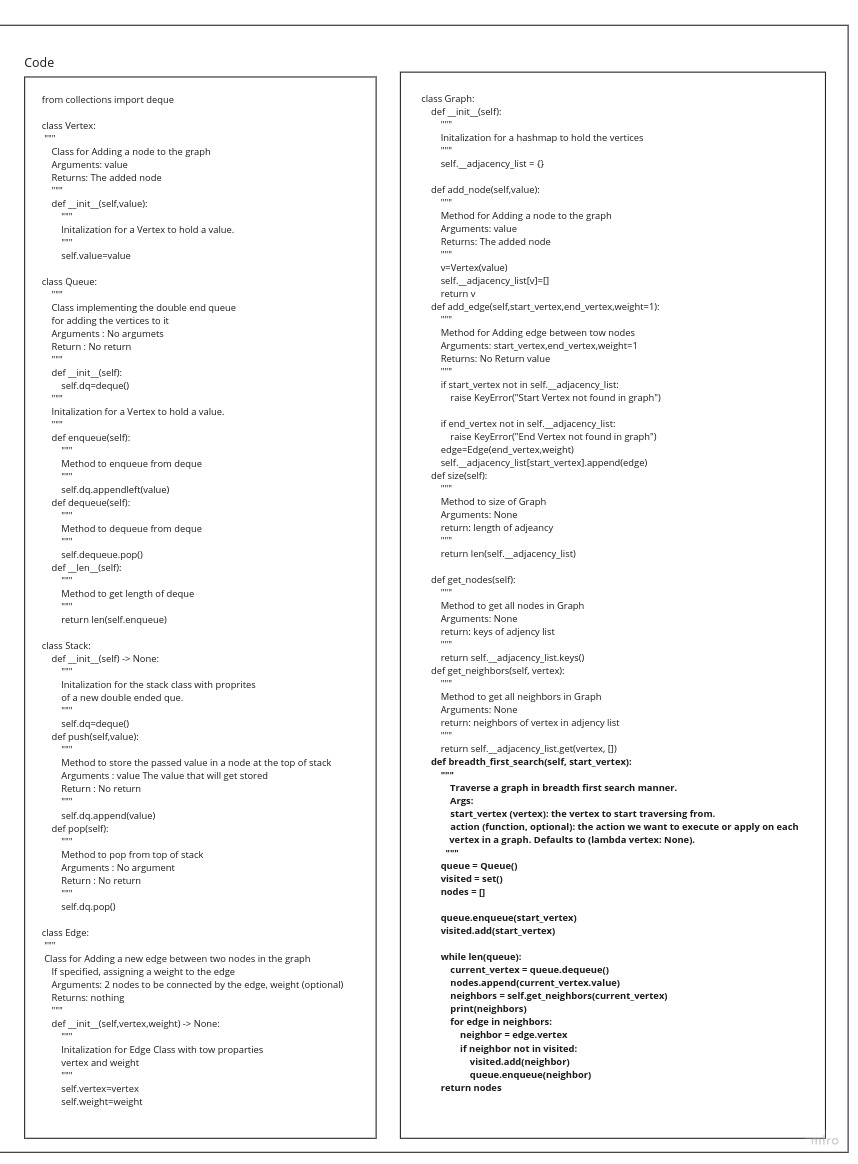 Code
from collections import deque
class Vertex:
"""
Class for Adding a node to the graph
Arguments: value
Returns: The added node
"""
def __init__(self,value):
"""
Initalization for a Vertex to hold a value.
"""
self.value=value
class Queue:
"""
Class implementing the double end queue
for adding the vertices to it
Arguments : No argumets
Return : No return
"""
def __init__(self):
self.dq=deque()
"""
Initalization for a Vertex to hold a value.
"""
def enqueue(self):
"""
Method to enqueue from deque
"""
self.dq.appendleft(value)
def dequeue(self):
"""
Method to dequeue from deque
"""
self.dequeue.pop()
def __len__(self):
"""
Method to get length of deque
"""
return len(self.enqueue)
class Stack:
def __init__(self) -> None:
"""
Initalization for the stack class with proprites
of a new double ended que.
"""
self.dq=deque()
def push(self,value):
"""
Method to store the passed value in a node at the top of stack
Arguments : value The value that will get stored
Return : No return
"""
self.dq.append(value)
def pop(self):
"""
Method to pop from top of stack
Arguments : No argument
Return : No return
"""
self.dq.pop()
class Edge:
"""
Class for Adding a new edge between two nodes in the graph
If specified, assigning a weight to the edge
Arguments: 2 nodes to be connected by the edge, weight (optional)
Returns: nothing
"""
def __init__(self,vertex,weight) -> None:
"""
Initalization for Edge Class with tow proparties
vertex and weight
"""
self.vertex=vertex
self.weight=weight
class Graph:
def __init__(self):
"""
Initalization for a hashmap to hold the vertices
"""
self.__adjacency_list = {}
def add_node(self,value):
"""
Method for Adding a node to the graph
Arguments: value
Returns: The added node
"""
v=Vertex(value)
self.__adjacency_list[v]=[]
return v
def add_edge(self,start_vertex,end_vertex,weight=1):
"""
Method for Adding edge between tow nodes
Arguments: start_vertex,end_vertex,weight=1
Returns: No Return value
"""
if start_vertex not in self.__adjacency_list:
raise KeyError("Start Vertex not found in graph")
if end_vertex not in self.__adjacency_list:
raise KeyError("End Vertex not found in graph")
edge=Edge(end_vertex,weight)
self.__adjacency_list[start_vertex].append(edge)
def size(self):
"""
Method to size of Graph
Arguments: None
return: length of adjeancy
"""
return len(self.__adjacency_list)
def get_nodes(self):
"""
Method to get all nodes in Graph
Arguments: None
return: keys of adjency list
"""
return self.__adjacency_list.keys()
def get_neighbors(self, vertex):
"""
Method to get all neighbors in Graph
Arguments: None
return: neighbors of vertex in adjency list
"""
return self.__adjacency_list.get(vertex, [])
def breadth_first_search(self, start_vertex):
"""
Traverse a graph in breadth first search manner.
Args:
start_vertex (vertex): the vertex to start traversing from.
action (function, optional): the action we want to execute or apply on each
vertex in a graph. Defaults to (lambda vertex: None).
"""
queue = Queue()
visited = set()
nodes = []
queue.enqueue(start_vertex)
visited.add(start_vertex)
while len(queue):
current_vertex = queue.dequeue()
nodes.append(current_vertex.value)
neighbors = self.get_neighbors(current_vertex)
print(neighbors)
for edge in neighbors:
neighbor = edge.vertex
if neighbor not in visited:
visited.add(neighbor)
queue.enqueue(neighbor)
return nodes
miro